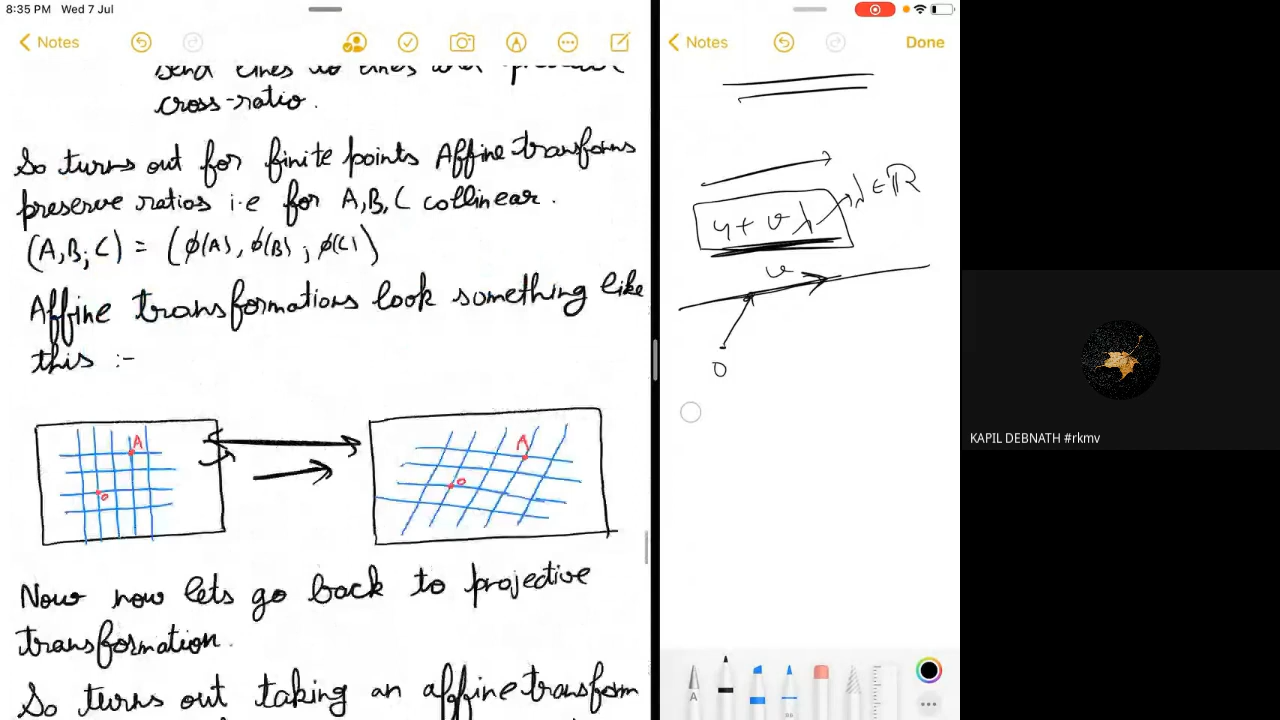 8:35 PM Wed 7 Jul
Notes
cross-ratio.
So turns out for finite points Affine transforms
preserve ratios i.e for A,B,C collinear.
(A,B;C) = (ϕ(A), ϕ(B); ϕ(C))
Affine transformations look something like
this :-
A
O
A
O
Now now lets go back to projective
transformation.
So turns out taking an affine transform
Notes
Done
λ ∈ ℝ
u + v λ
v
O
KAPIL DEBNATH #rkmv